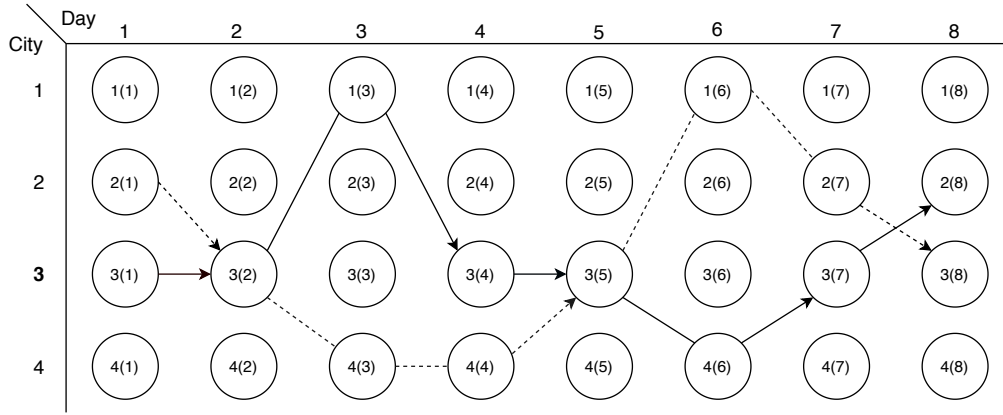 Day
1 2 3 4 5 6 7 8
City
1 1(1) 1(2) 1(3) 1(4) 1(5) 1(6) 1(7) 1(8)
2 2(1) 2(2) 2(3) 2(4) 2(5) 2(6) 2(7) 2(8)
3 3(1) 3(2) 3(3) 3(4) 3(5) 3(6) 3(7) 3(8)
4 4(1) 4(2) 4(3) 4(4) 4(5) 4(6) 4(7) 4(8)